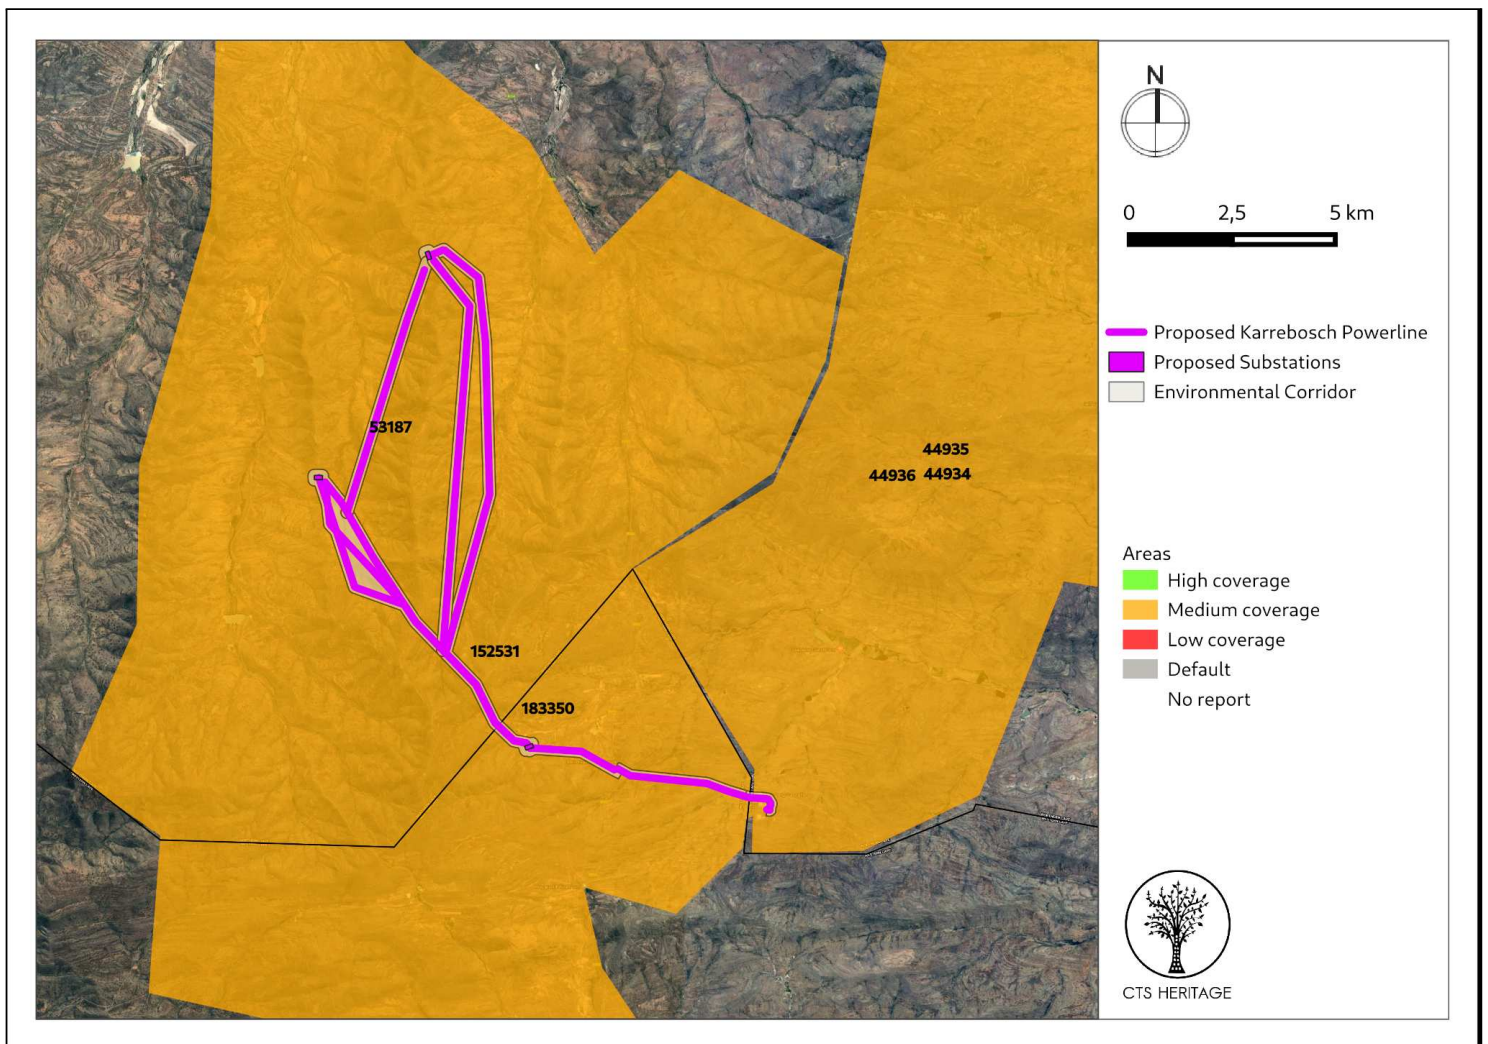 N
0 2,5 5 km
Proposed Karrebosch Powerline
Proposed Substations
Environmental Corridor
53187
44935
44936 44934
152531
183350
Areas
High coverage
Medium coverage
Low coverage
Default
No report
CTS HERITAGE